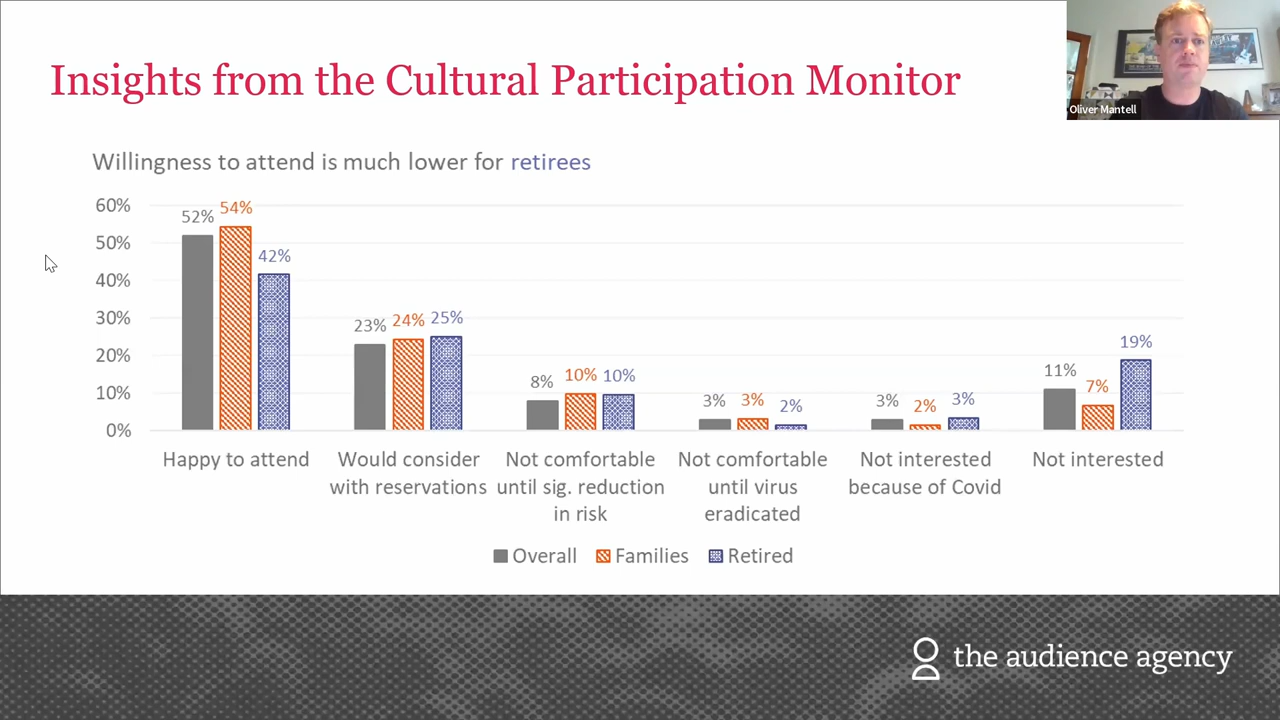 Insights from the Cultural Participation Monitor
Oliver Mantell
Willingness to attend is much lower for retirees
60%
50%
40%
30%
20%
10%
0%
52% 54% 42%
23% 24% 25%
8% 10% 10%
3% 3% 2%
3% 2% 3%
11% 7% 19%
Happy to attend
Would consider
with reservations
Not comfortable
until sig. reduction
in risk
Not comfortable
until virus
eradicated
Not interested
because of Covid
Not interested
Overall Families Retired
the audience agency